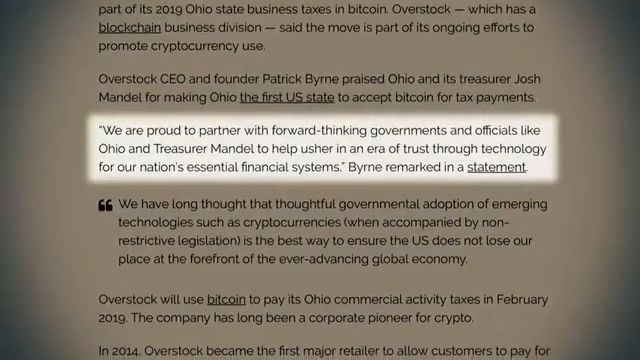 part of its 2019 Ohio state business taxes in bitcoin. Overstock — which has a
blockchain business division — said the move is part of its ongoing efforts to
promote cryptocurrency use.
Overstock CEO and founder Patrick Byrne praised Ohio and its treasurer Josh
Mandel for making Ohio the first US state to accept bitcoin for tax payments.
"We are proud to partner with forward-thinking governments and officials like
Ohio and Treasurer Mandel to help usher in an era of trust through technology
for our nation's essential financial systems," Byrne remarked in a statement.
❝ We have long thought that thoughtful governmental adoption of emerging
technologies such as cryptocurrencies (when accompanied by non-
restrictive legislation) is the best way to ensure the US does not lose our
place at the forefront of the ever-advancing global economy.
Overstock will use bitcoin to pay its Ohio commercial activity taxes in February
2019. The company has long been a corporate pioneer for crypto.
In 2014, Overstock became the first major retailer to allow customers to pay for